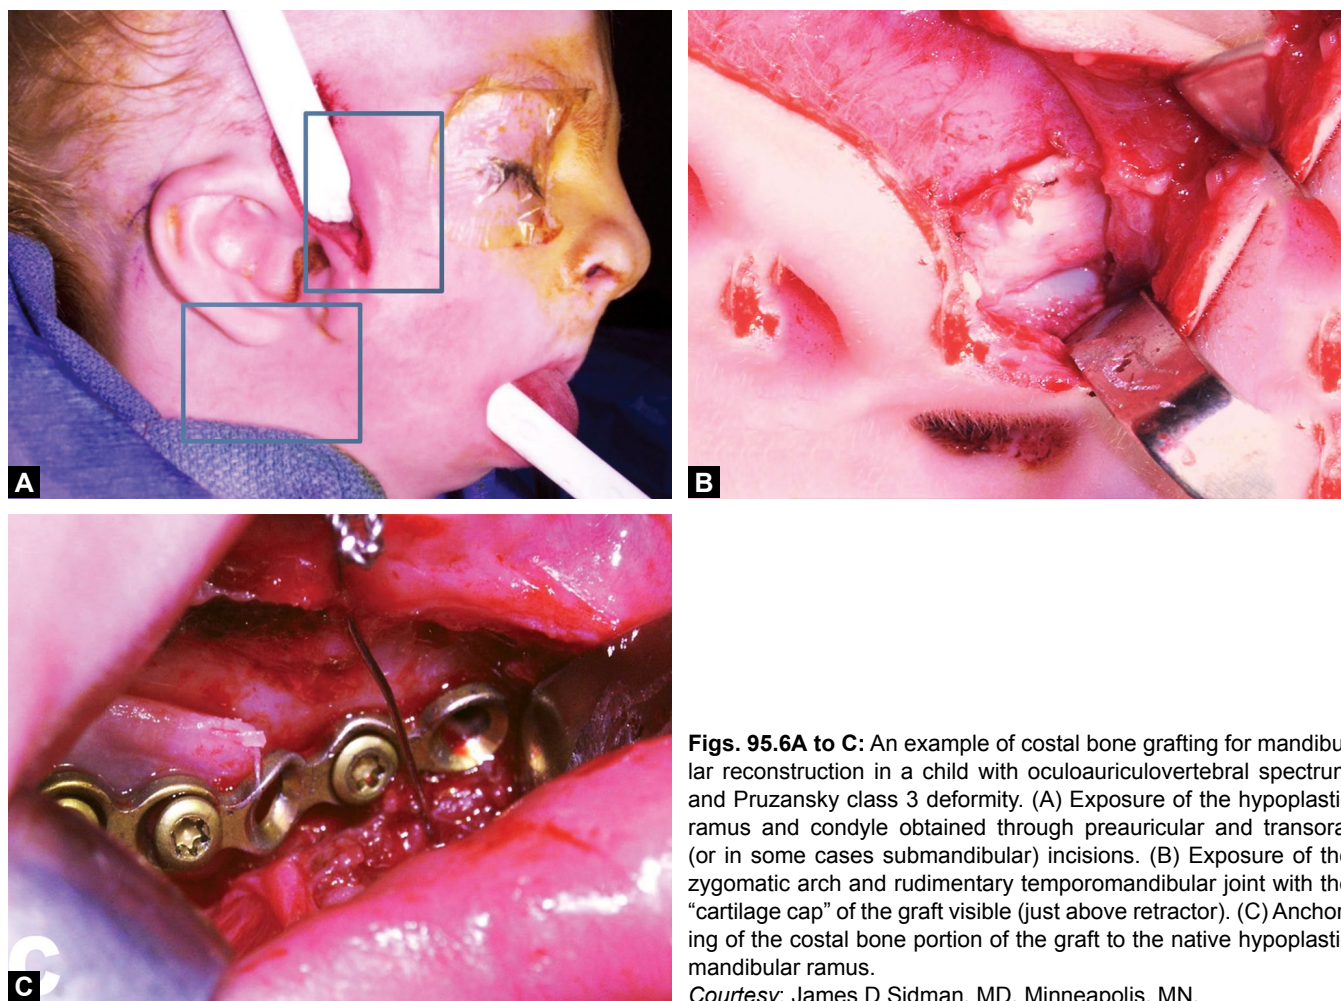 A
B
C
C
Figs. 95.6A to C: An example of costal bone grafting for mandibu
lar reconstruction in a child with oculoauriculovertebral spectrum
and Pruzansky class 3 deformity. (A) Exposure of the hypoplasti
ramus and condyle obtained through preauricular and transora
(or in some cases submandibular) incisions. (B) Exposure of the
zygomatic arch and rudimentary temporomandibular joint with the
“cartilage cap” of the graft visible (just above retractor). (C) Anchor
ing of the costal bone portion of the graft to the native hypoplasti
mandibular ramus.
Courtesy: James D Sidman, MD, Minneapolis, MN.